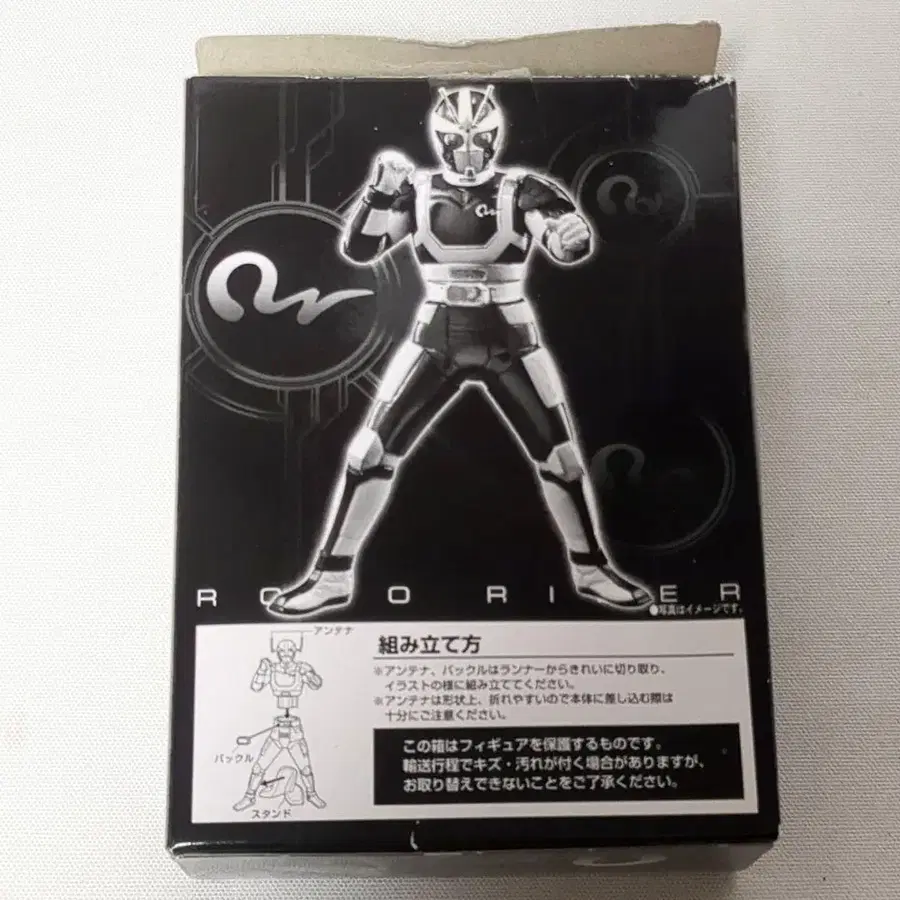 RO O RI ER
●写真はイメージです。
アンテナ
組み立て方
※アンテナ、バックルはランナーからきれいに切り取り、
イラストの様に組み立ててください。
※アンテナは形状上、折れやすいので本体に差し込む際は
十分にご注意ください。
バックル
スタンド
この箱はフィギュアを保護するものです。
輸送行程でキズ・汚れが付く場合がありますが、
お取り替えできないことをご了承ください。